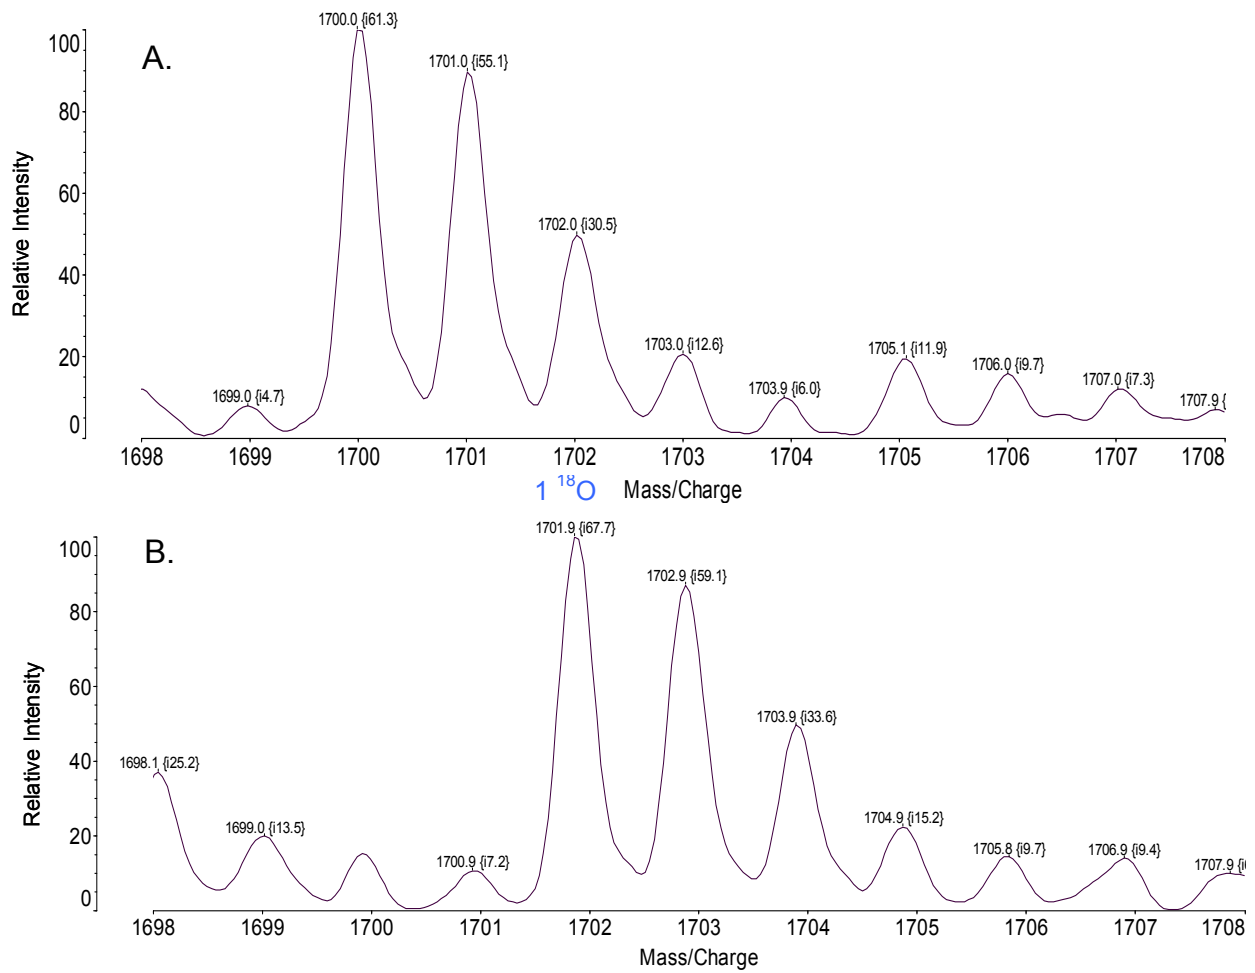 A.
1700.0 {i61.3}
1701.0 {i55.1}
1702.0 {i30.5}
1703.0 {i12.6}
1699.0 {i4.7}
1703.9 {i6.0}
1705.1 {i11.9}
1706.0 {i9.7}
1707.0 {i7.3}
1707.9 {
Relative Intensity
100
80
60
40
20
0
1698 1699 1700 1701 1702 1703 1704 1705 1706 1707 1708
1 ¹⁸O Mass/Charge
B.
1701.9 {i67.7}
1702.9 {i59.1}
1703.9 {i33.6}
1698.1 {i25.2}
1699.0 {i13.5}
1700.9 {i7.2}
1704.9 {i15.2}
1705.8 {i9.7}
1706.9 {i9.4}
1707.9 {i
Relative Intensity
100
80
60
40
20
0
1698 1699 1700 1701 1702 1703 1704 1705 1706 1707 1708
Mass/Charge